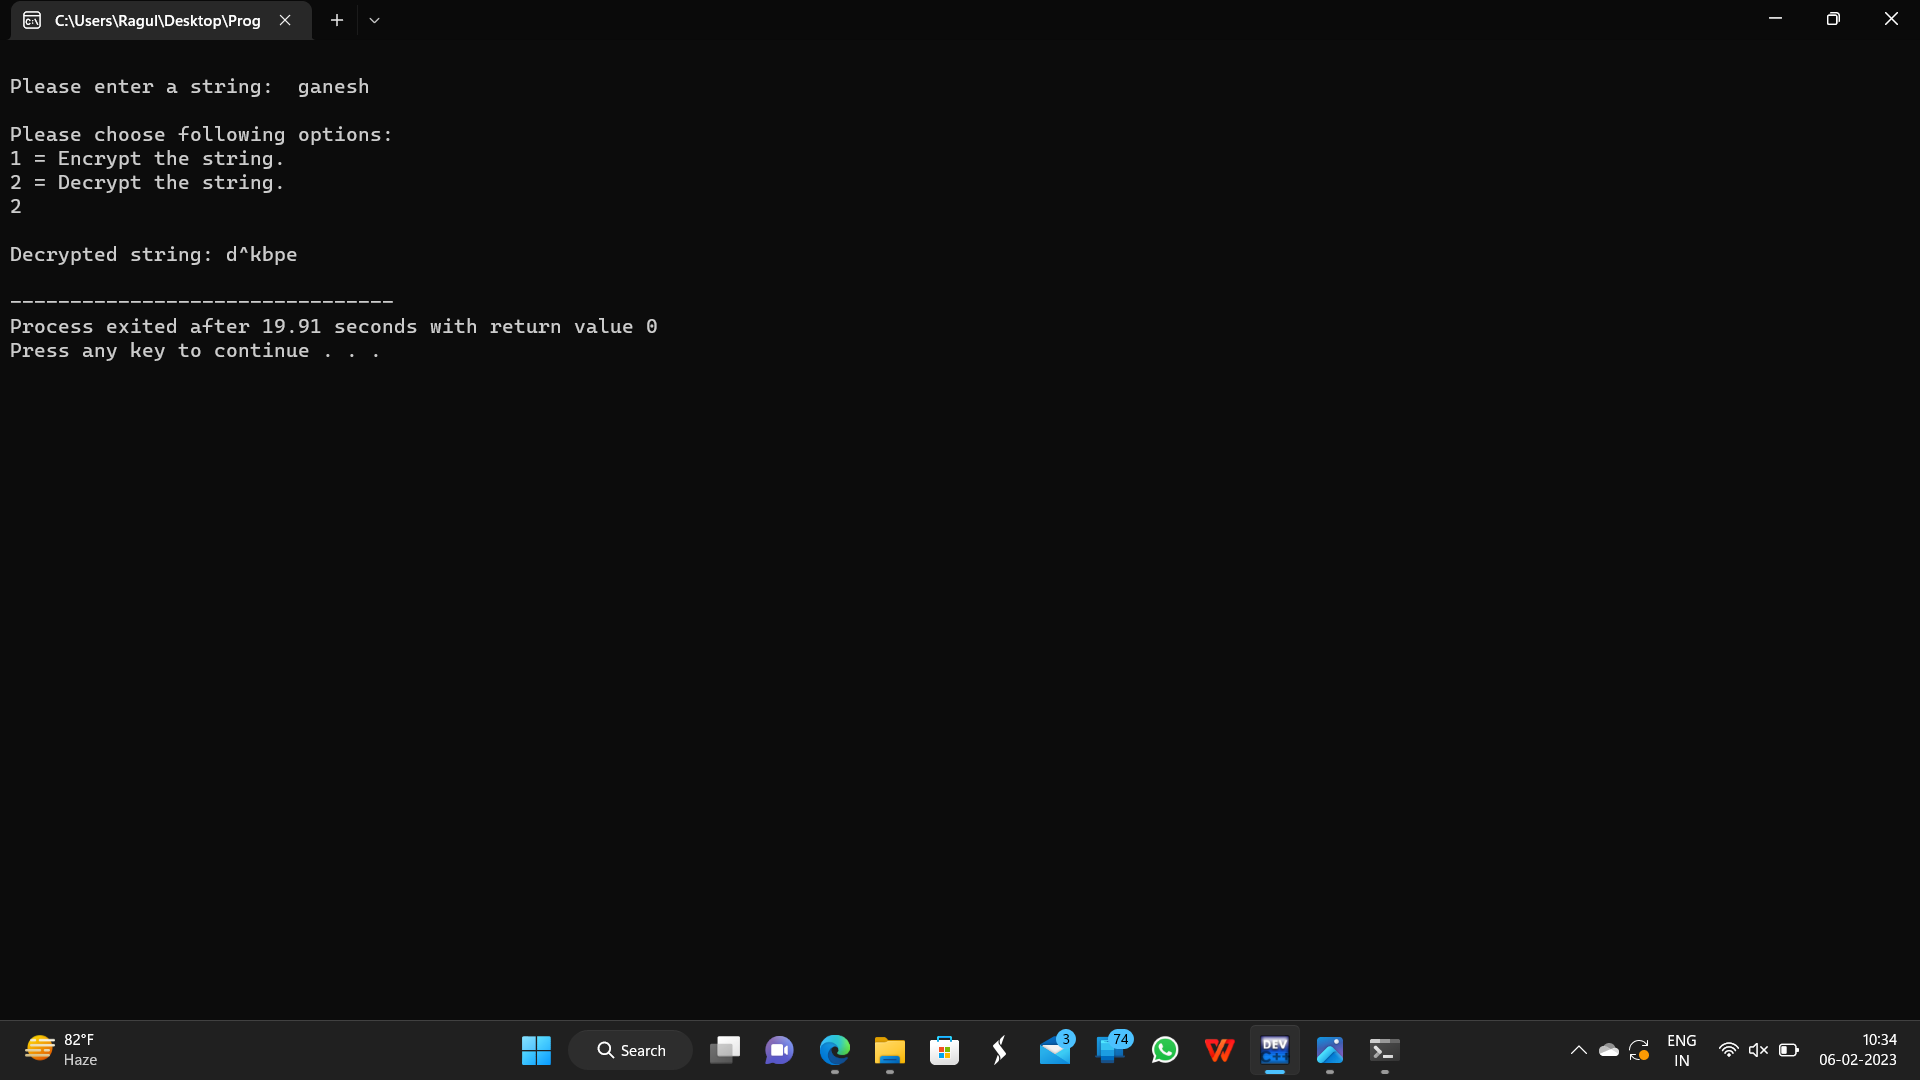 C:\Users\Ragul\Desktop\Prog
Please enter a string:  ganesh
Please choose following options:
1 = Encrypt the string.
2 = Decrypt the string.
2
Decrypted string: d^kbpe
--------------------------------
Process exited after 19.91 seconds with return value 0
Press any key to continue . . .
82°F
Haze
Search
3
74
DEV
C++
ENG
IN
10:34
06-02-2023